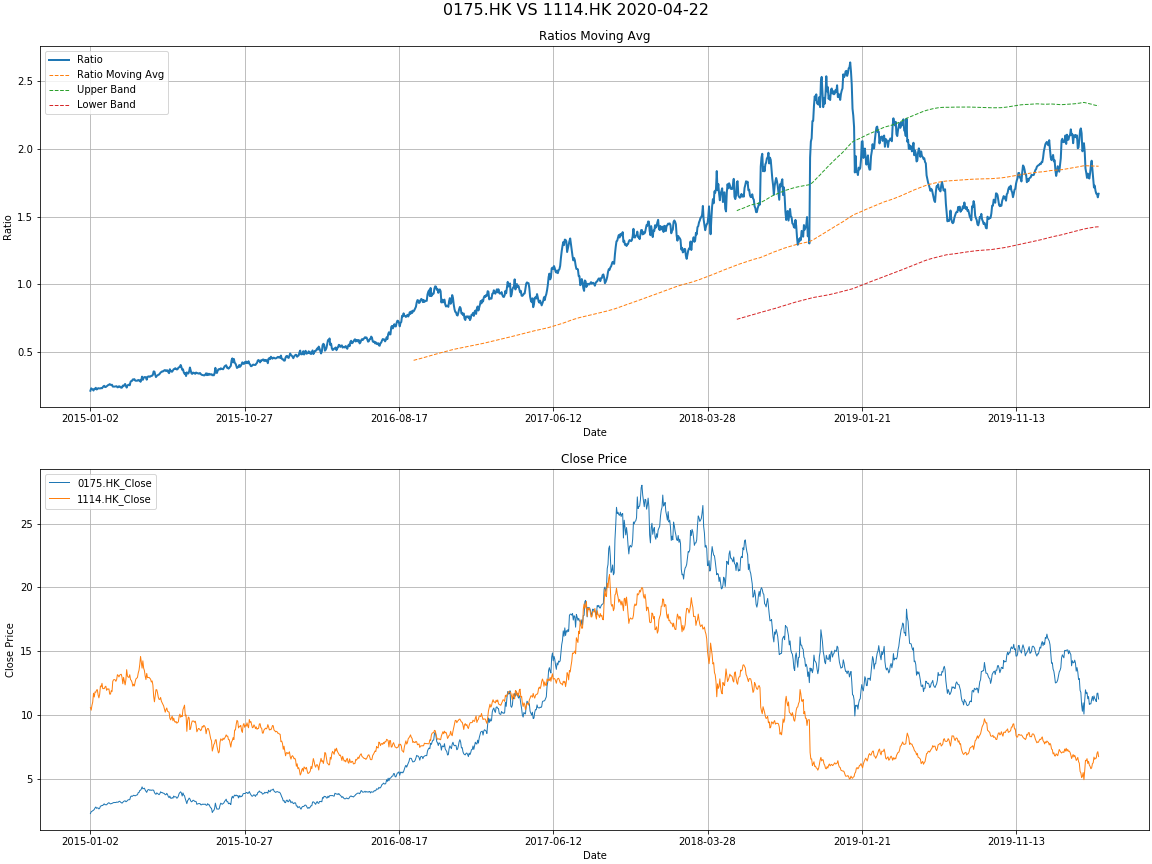 0175.HK VS 1114.HK 2020-04-22
Ratios Moving Avg
Ratio
Ratio Moving Avg
Upper Band
Lower Band
2.5
2.0
1.5
1.0
0.5
Ratio
2015-01-02 2015-10-27 2016-08-17 2017-06-12 2018-03-28 2019-01-21 2019-11-13
Date
Close Price
0175.HK_Close
1114.HK_Close
25
20
15
10
5
Close Price
2015-01-02 2015-10-27 2016-08-17 2017-06-12 2018-03-28 2019-01-21 2019-11-13
Date